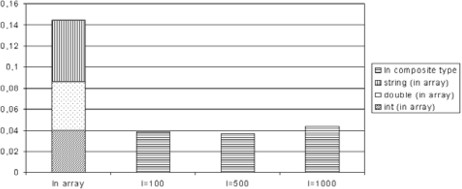 0,16
0,14
0,12
0,1
0,08
0,06
0,04
0,02
0
In array
l=100
l=500
l=1000
In composite type
string (in array)
double (in array)
int (in array)